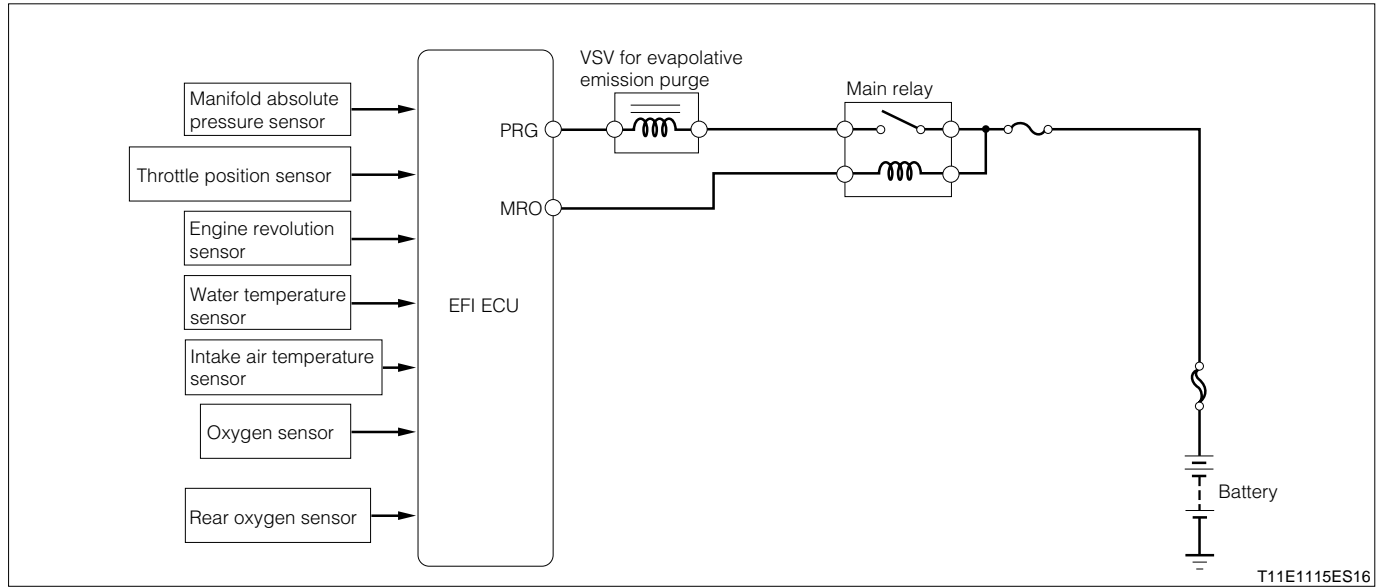 Manifold absolute
pressure sensor
Throttle position sensor
Engine revolution
sensor
Water temperature
sensor
Intake air temperature
sensor
Oxygen sensor
Rear oxygen sensor
EFI ECU
PRG
MRO
VSV for evapolative
emission purge
Main relay
Battery
T11E1115ES16